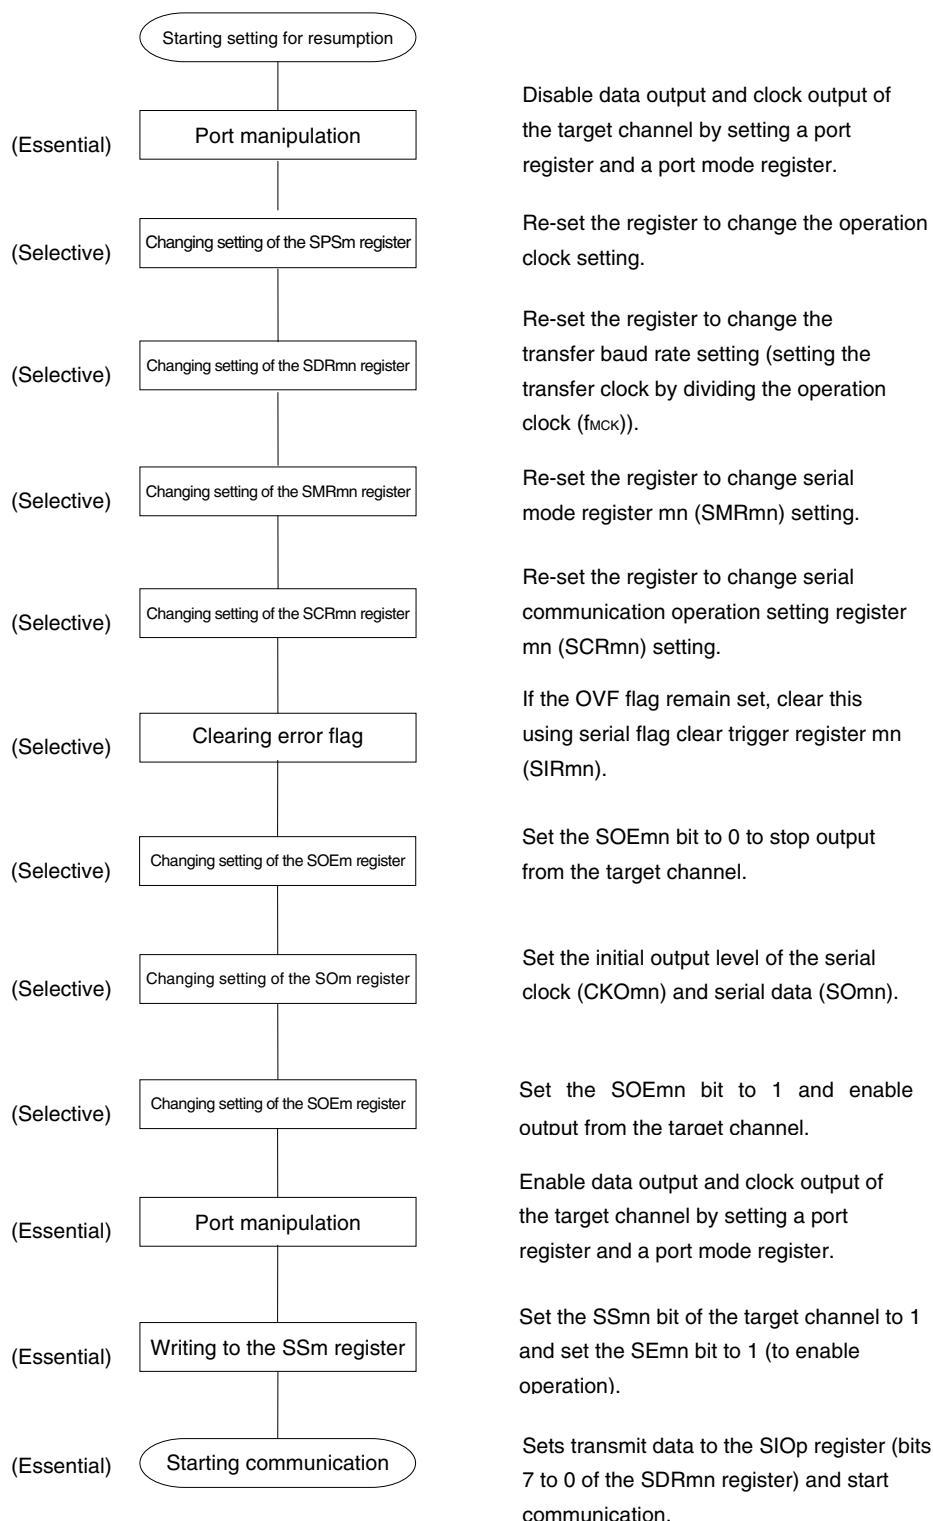 Starting setting for resumption
(Essential)
Port manipulation
Disable data output and clock output of
the target channel by setting a port
register and a port mode register.
(Selective)
Changing setting of the SPSm register
Re-set the register to change the operation
clock setting.
(Selective)
Changing setting of the SDRmn register
Re-set the register to change the
transfer baud rate setting (setting the
transfer clock by dividing the operation
clock (fMCK)).
(Selective)
Changing setting of the SMRmn register
Re-set the register to change serial
mode register mn (SMRmn) setting.
(Selective)
Changing setting of the SCRmn register
Re-set the register to change serial
communication operation setting register
mn (SCRmn) setting.
(Selective)
Clearing error flag
If the OVF flag remain set, clear this
using serial flag clear trigger register mn
(SIRmn).
(Selective)
Changing setting of the SOEm register
Set the SOEmn bit to 0 to stop output
from the target channel.
(Selective)
Changing setting of the SOm register
Set the initial output level of the serial
clock (CKOmn) and serial data (SOmn).
(Selective)
Changing setting of the SOEm register
Set the SOEmn bit to 1 and enable
output from the target channel.
(Essential)
Port manipulation
Enable data output and clock output of
the target channel by setting a port
register and a port mode register.
(Essential)
Writing to the SSm register
Set the SSmn bit of the target channel to 1
and set the SEmn bit to 1 (to enable
operation).
(Essential)
Starting communication
Sets transmit data to the SIOp register (bits
7 to 0 of the SDRmn register) and start
communication.